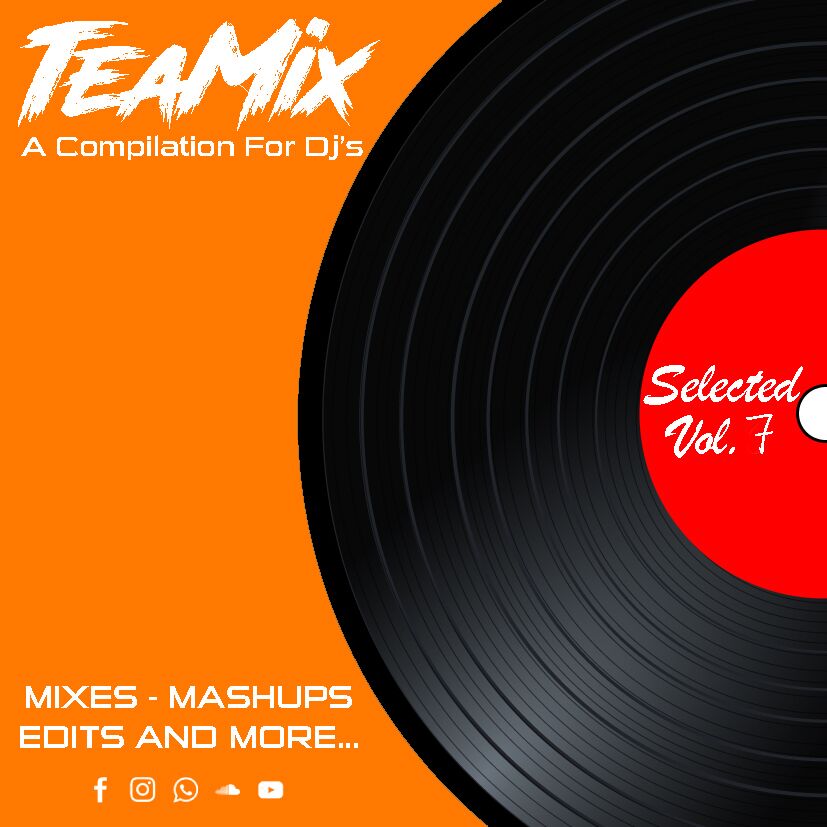 TEAMIX
A Compilation For Dj's
Selected
Vol. 7
MIXES - MASHUPS
EDITS AND MORE...